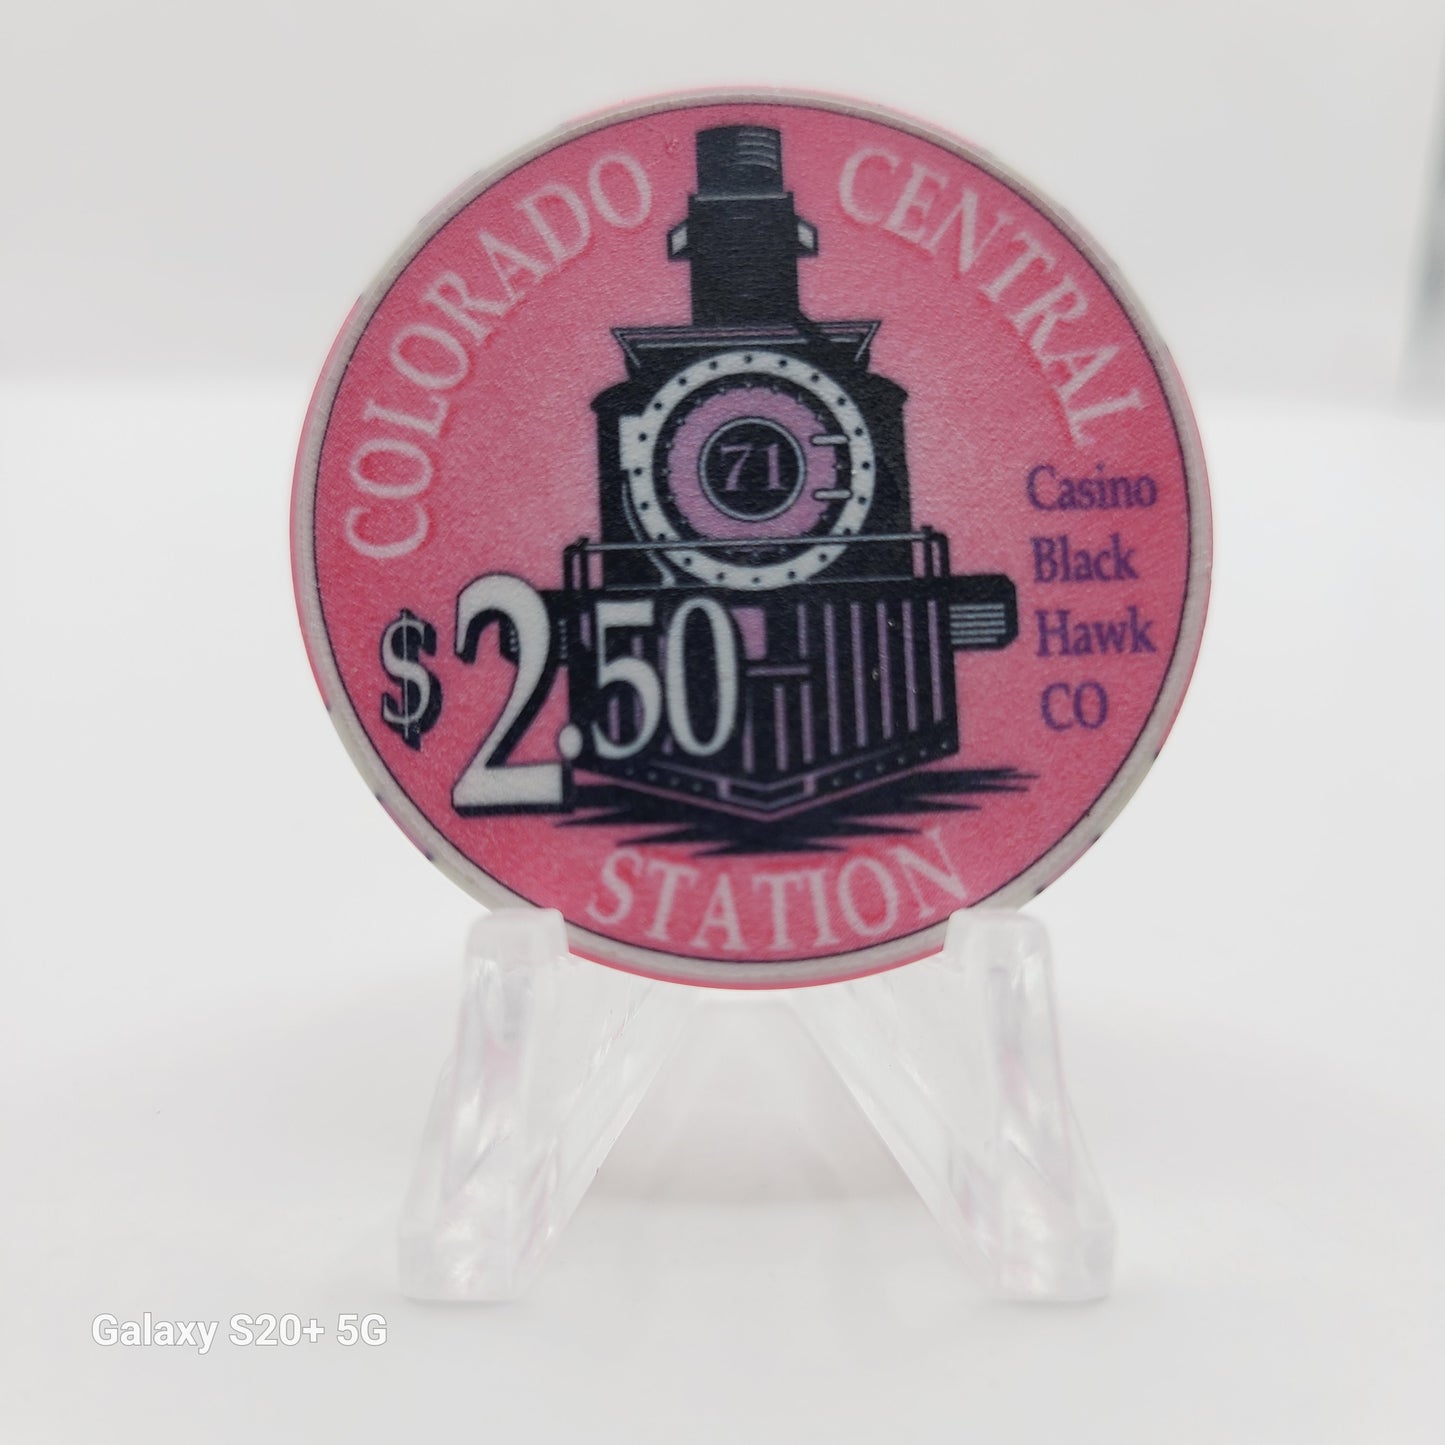 COLORADO CENTRAL
71
Casino
Black
Hawk
CO
$2.50
STATION
Galaxy S20+ 5G